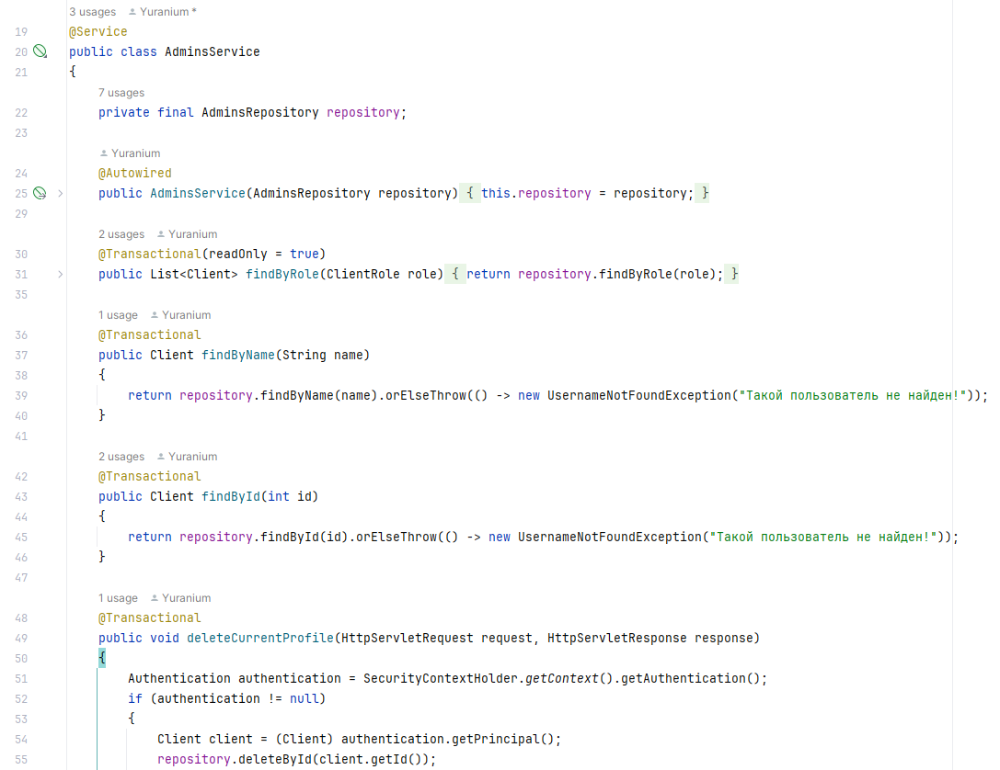 3 usages Yuranium *
19 @Service
20 public class AdminsService
21 {
7 usages
22 private final AdminsRepository repository;
23
Yuranium
24 @Autowired
25 public AdminsService(AdminsRepository repository) { this.repository = repository; }
29
2 usages Yuranium
30 @Transactional(readOnly = true)
31 public List<Client> findByRole(ClientRole role) { return repository.findByRole(role); }
35
1 usage Yuranium
36 @Transactional
37 public Client findByName(String name)
38 {
39 return repository.findByName(name).orElseThrow(() -> new UsernameNotFoundException("Такой пользователь не найден!"));
40 }
41
2 usages Yuranium
42 @Transactional
43 public Client findById(int id)
44 {
45 return repository.findById(id).orElseThrow(() -> new UsernameNotFoundException("Такой пользователь не найден!"));
46 }
47
1 usage Yuranium
48 @Transactional
49 public void deleteCurrentProfile(HttpServletRequest request, HttpServletResponse response)
50 {
51 Authentication authentication = SecurityContextHolder.getContext().getAuthentication();
52 if (authentication != null)
53 {
54 Client client = (Client) authentication.getPrincipal();
55 repository.deleteById(client.getId());